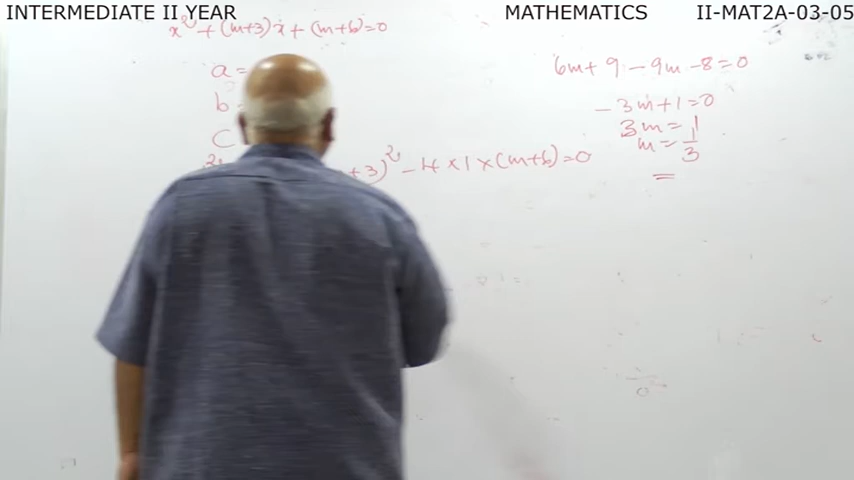 INTERMEDIATE II YEAR
MATHEMATICS
II-MAT2A-03-05
x² + (m+3)x + (m+6) = 0
a =
b
C
+3)² - 4 × 1 × (m+6) = 0
6m + 9 - 9m - 8 = 0
- 3m + 1 = 0
3m = 1
m = 1/3